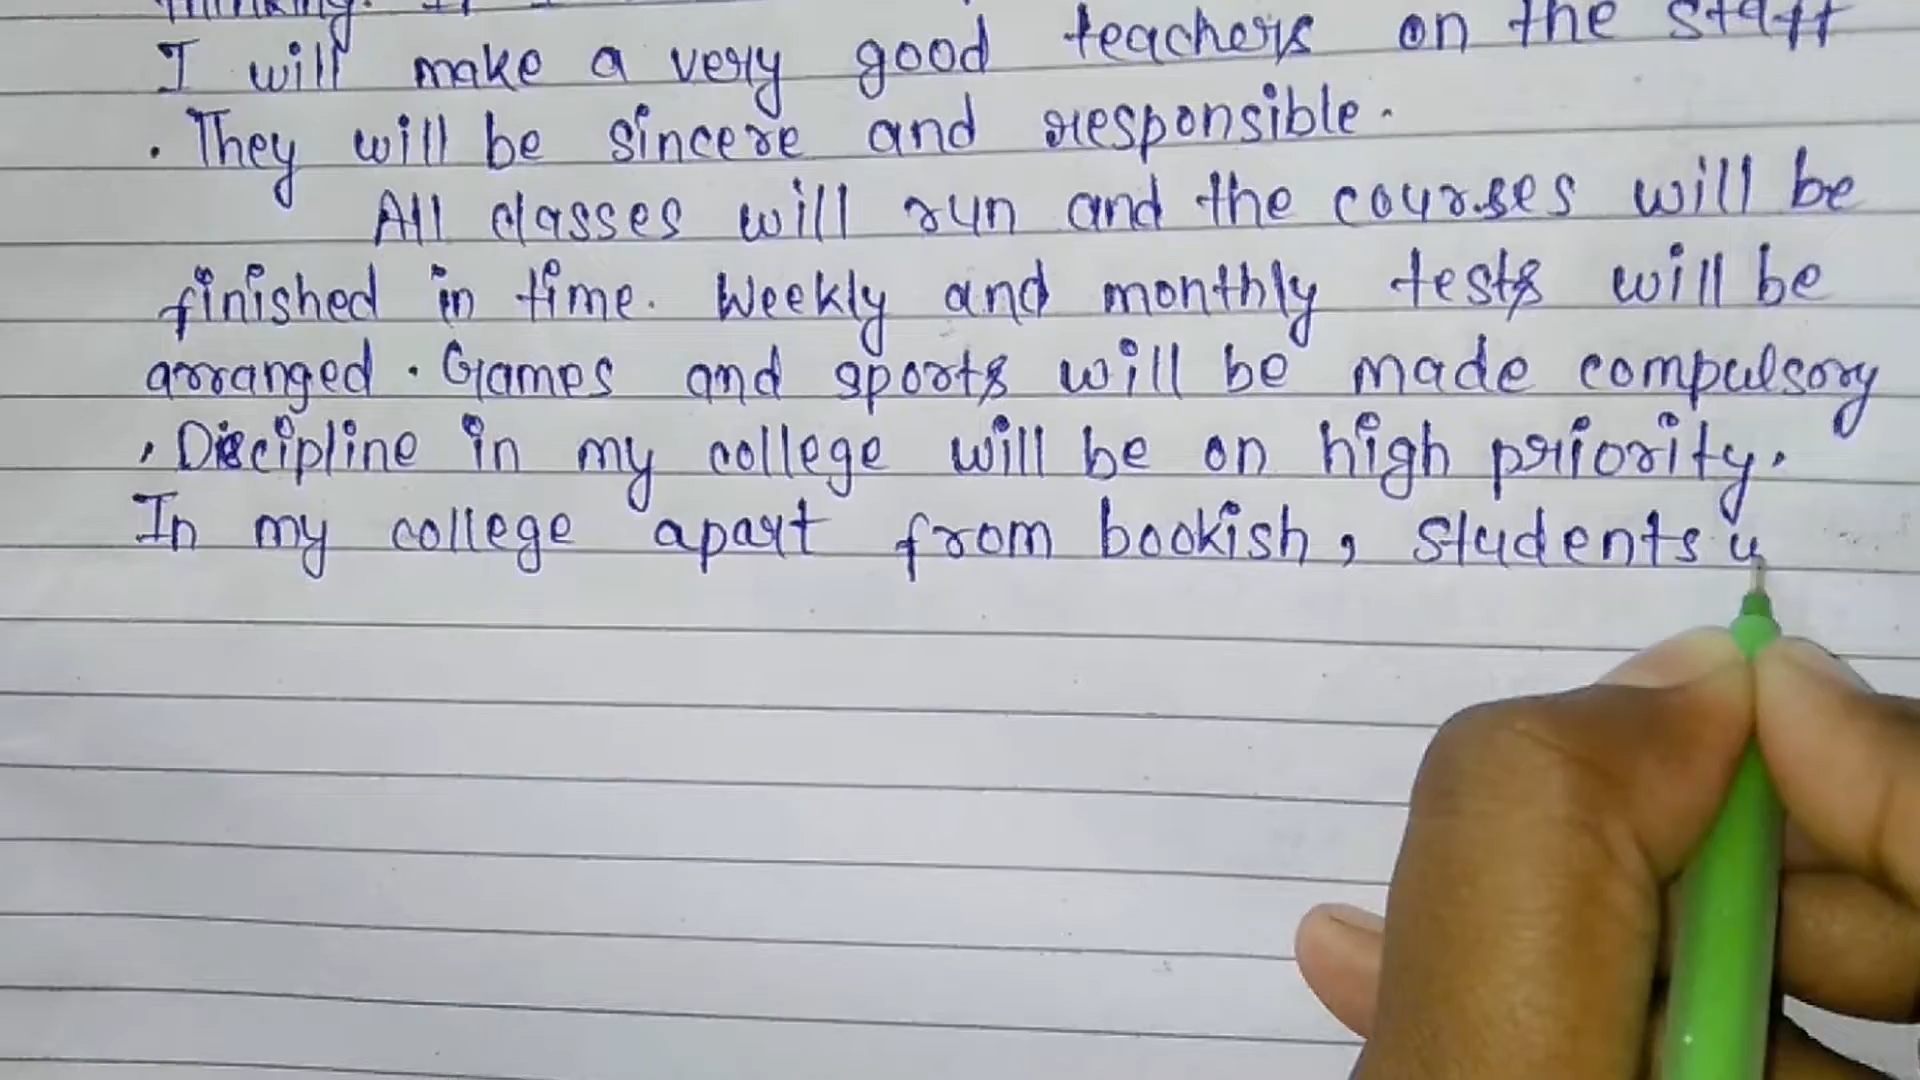 thinking. If
I will make a very good teachers on the staff
. They will be sincere and responsible.
All classes will run and the courses will be
finished in time. Weekly and monthly tests will be
arranged. Games and sports will be made compulsory
. Discipline in my college will be on high priority.
In my college apart from bookish, students